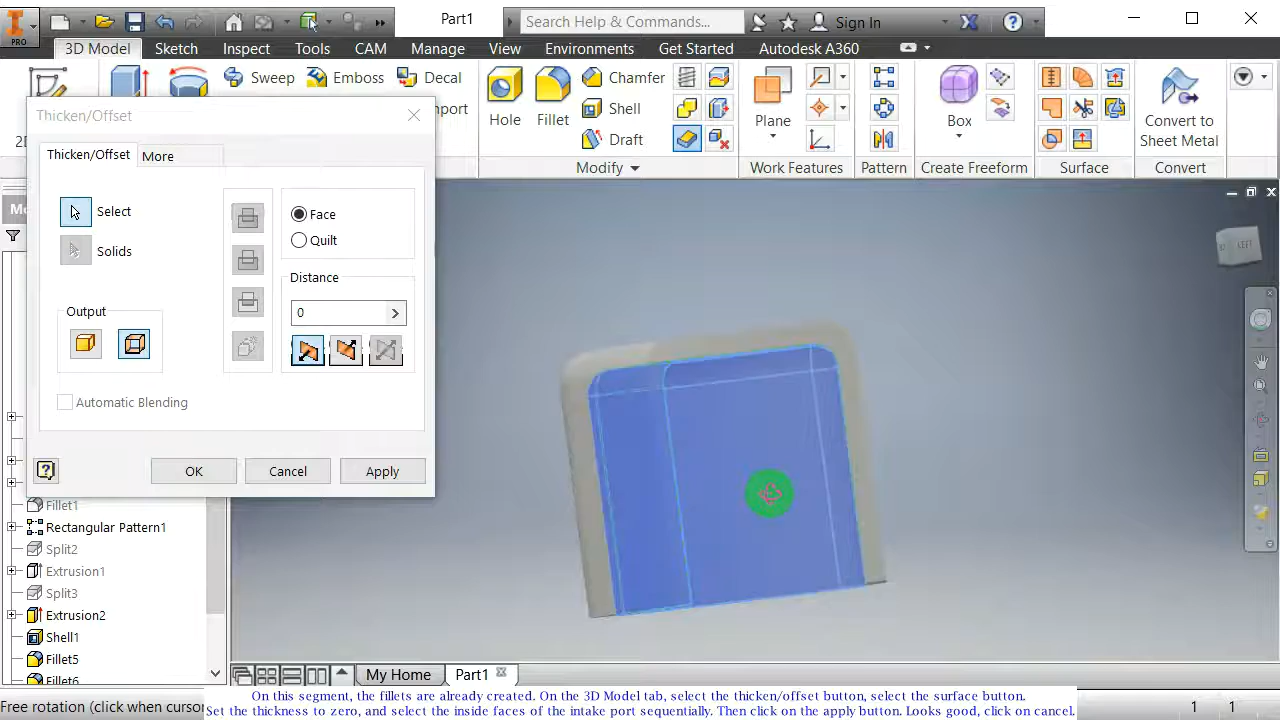 Part1
Search Help & Commands...
Sign In
PRO
3D Model
Sketch
Inspect
Tools
CAM
Manage
View
Environments
Get Started
Autodesk A360
Sweep
Emboss
Decal
Hole
Fillet
Chamfer
Shell
Draft
Plane
Box
Convert to
Sheet Metal
Modify
Work Features
Pattern
Create Freeform
Surface
Convert
Thicken/Offset
Thicken/Offset
More
Select
Solids
Face
Quilt
Distance
0
Output
Automatic Blending
OK
Cancel
Apply
LEFT
Fillet1
Rectangular Pattern1
Split2
Extrusion1
Split3
Extrusion2
Shell1
Fillet5
Fillet6
My Home
Part1
On this segment, the fillets are already created. On the 3D Model tab, select the thicken/offset button, select the surface button.
Set the thickness to zero, and select the inside faces of the intake port sequentially. Then click on the apply button. Looks good, click on cancel.
Free rotation (click when curso
1
1